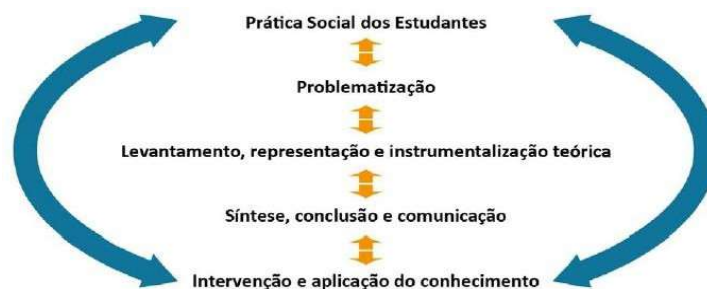 Prática Social dos Estudantes
Problematização
Levantamento, representação e instrumentalização teórica
Síntese, conclusão e comunicação
Intervenção e aplicação do conhecimento